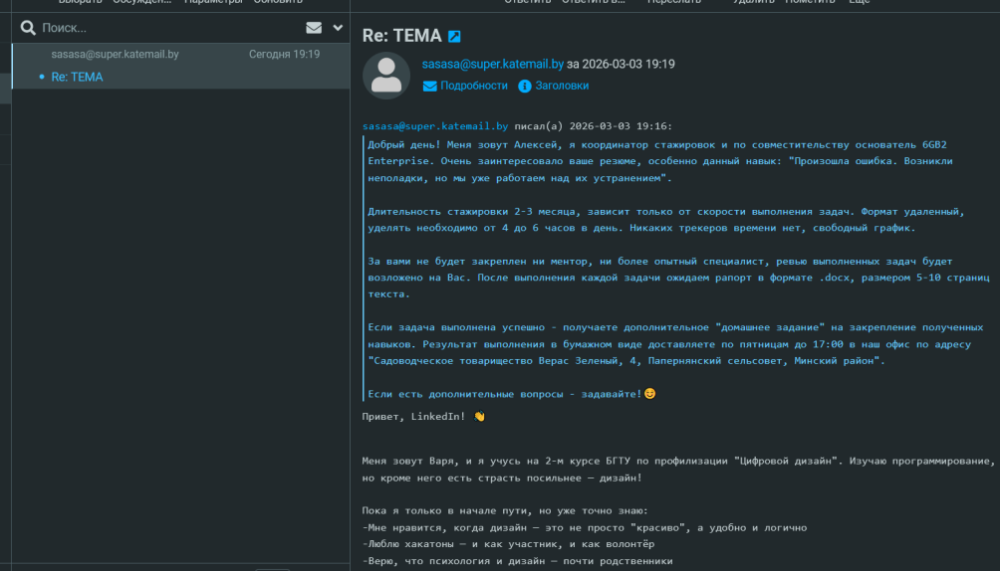 Выбрать Обсужден... Параметры Обновить
Ответить Ответить в... Переслать Удалить Пометить Еще
Поиск...
sasasa@super.katemail.by Сегодня 19:19
Re: ТЕМА
Re: ТЕМА
sasasa@super.katemail.by за 2026-03-03 19:19
Подробности Заголовки
sasasa@super.katemail.by писал(а) 2026-03-03 19:16:
Добрый день! Меня зовут Алексей, я координатор стажировок и по совместительству основатель 6GB2
Enterprise. Очень заинтересовало ваше резюме, особенно данный навык: "Произошла ошибка. Возникли
неполадки, но мы уже работаем над их устранением".
Длительность стажировки 2-3 месяца, зависит только от скорости выполнения задач. Формат удаленный,
уделять необходимо от 4 до 6 часов в день. Никаких трекеров времени нет, свободный график.
За вами не будет закреплен ни ментор, ни более опытный специалист, ревью выполненных задач будет
возложено на Вас. После выполнения каждой задачи ожидаем рапорт в формате .docx, размером 5-10 страниц
текста.
Если задача выполнена успешно - получаете дополнительное "домашнее задание" на закрепление полученных
навыков. Результат выполнения в бумажном виде доставляете по пятницам до 17:00 в наш офис по адресу
"Садоводческое товарищество Верас Зеленый, 4, Папернянский сельсовет, Минский район".
Если есть дополнительные вопросы - задавайте!😊
Привет, LinkedIn! 👋
Меня зовут Варя, и я учусь на 2-м курсе БГТУ по профилизации "Цифровой дизайн". Изучаю программирование,
но кроме него есть страсть посильнее — дизайн!
Пока я только в начале пути, но уже точно знаю:
-Мне нравится, когда дизайн — это не просто "красиво", а удобно и логично
-Люблю хакатоны — и как участник, и как волонтёр
-Верю, что психология и дизайн — почти родственники